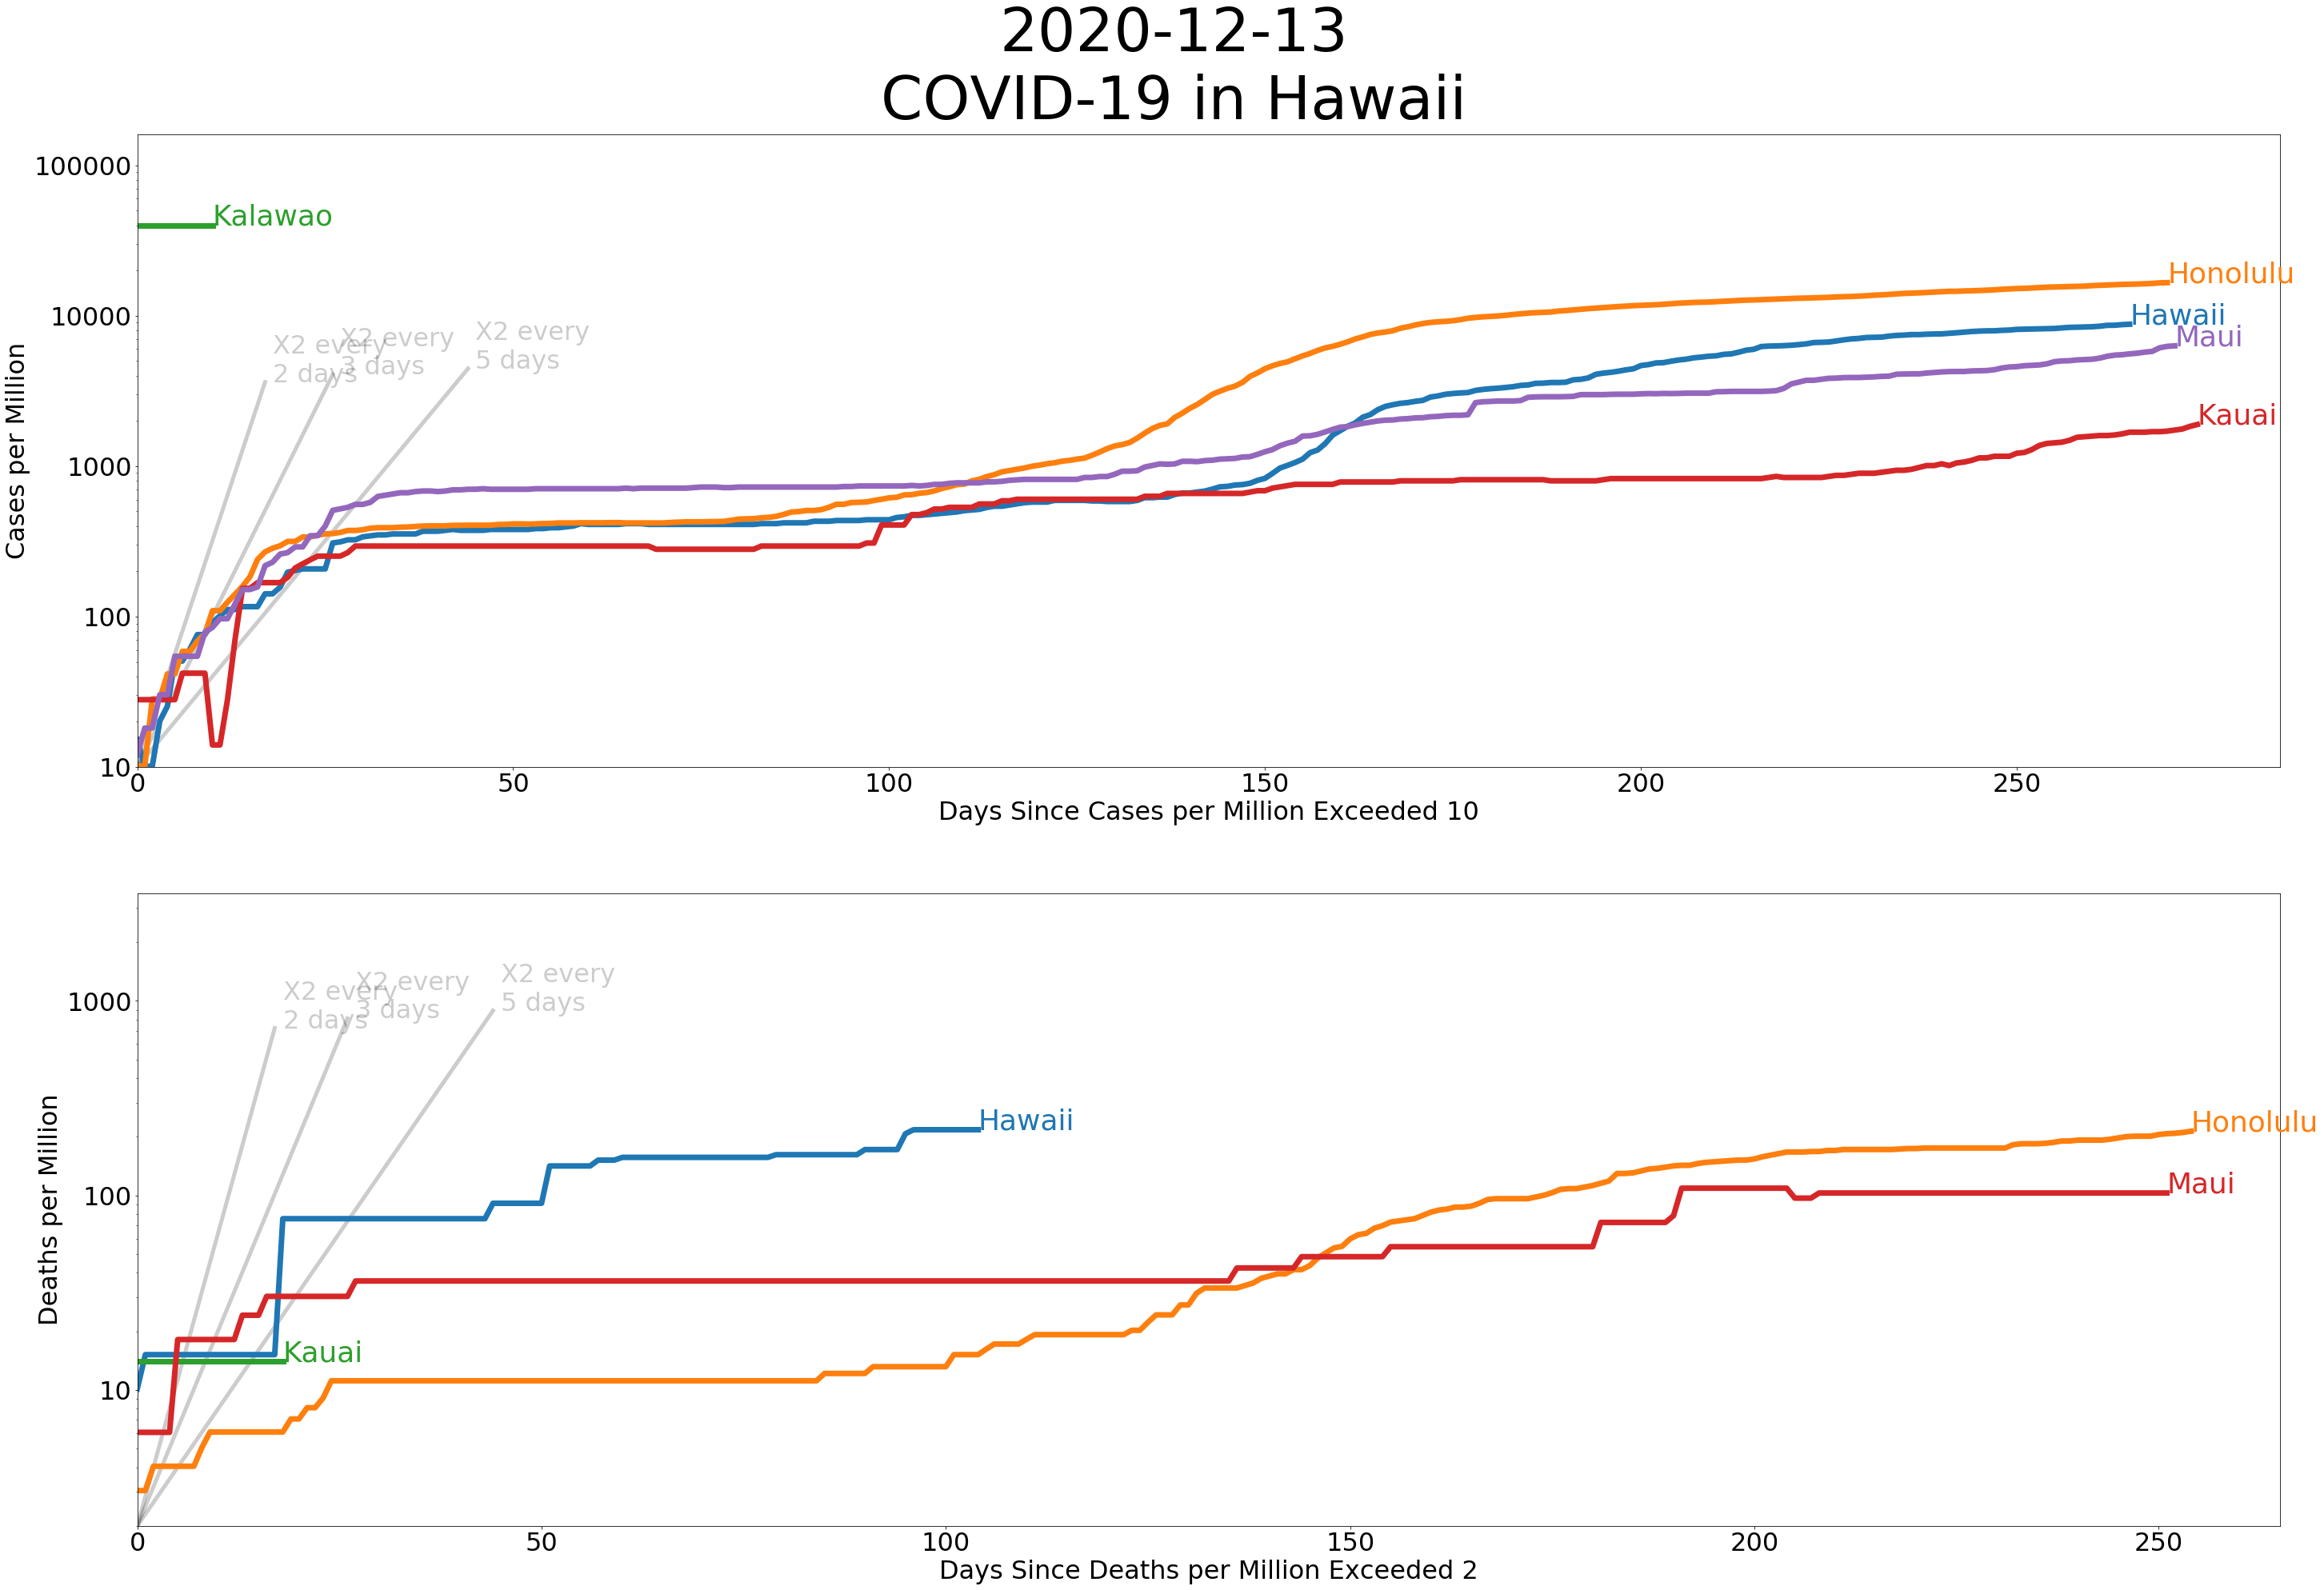 2020-12-13
COVID-19 in Hawaii
100000
10000
1000
100
10
Cases per Million
Kalawao
X2 every
2 days
X2 every
3 days
X2 every
5 days
Honolulu
Hawaii
Maui
Kauai
0
50
100
150
200
250
Days Since Cases per Million Exceeded 10
1000
100
10
Deaths per Million
X2 every
2 days
X2 every
3 days
X2 every
5 days
Hawaii
Honolulu
Maui
Kauai
0
50
100
150
200
250
Days Since Deaths per Million Exceeded 2